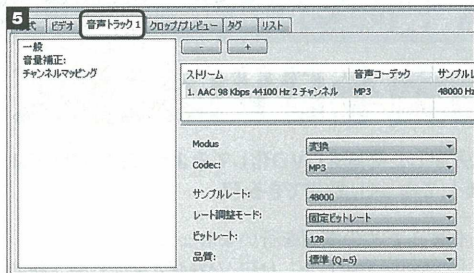 5
式 ビデオ 音声トラック 1 クロップ/プレビュー タグ リスト
一般
音量補正:
チャンネルマッピング
- +
ストリーム 音声コーデック サンプルレ
1. AAC 98 Kbps 44100 Hz 2 チャンネル MP3 48000 Hz
Modus 変換
Codec: MP3
サンプルレート: 48000
レート調整モード: 固定ビットレート
ビットレート: 128
品質: 標準 (Q=5)